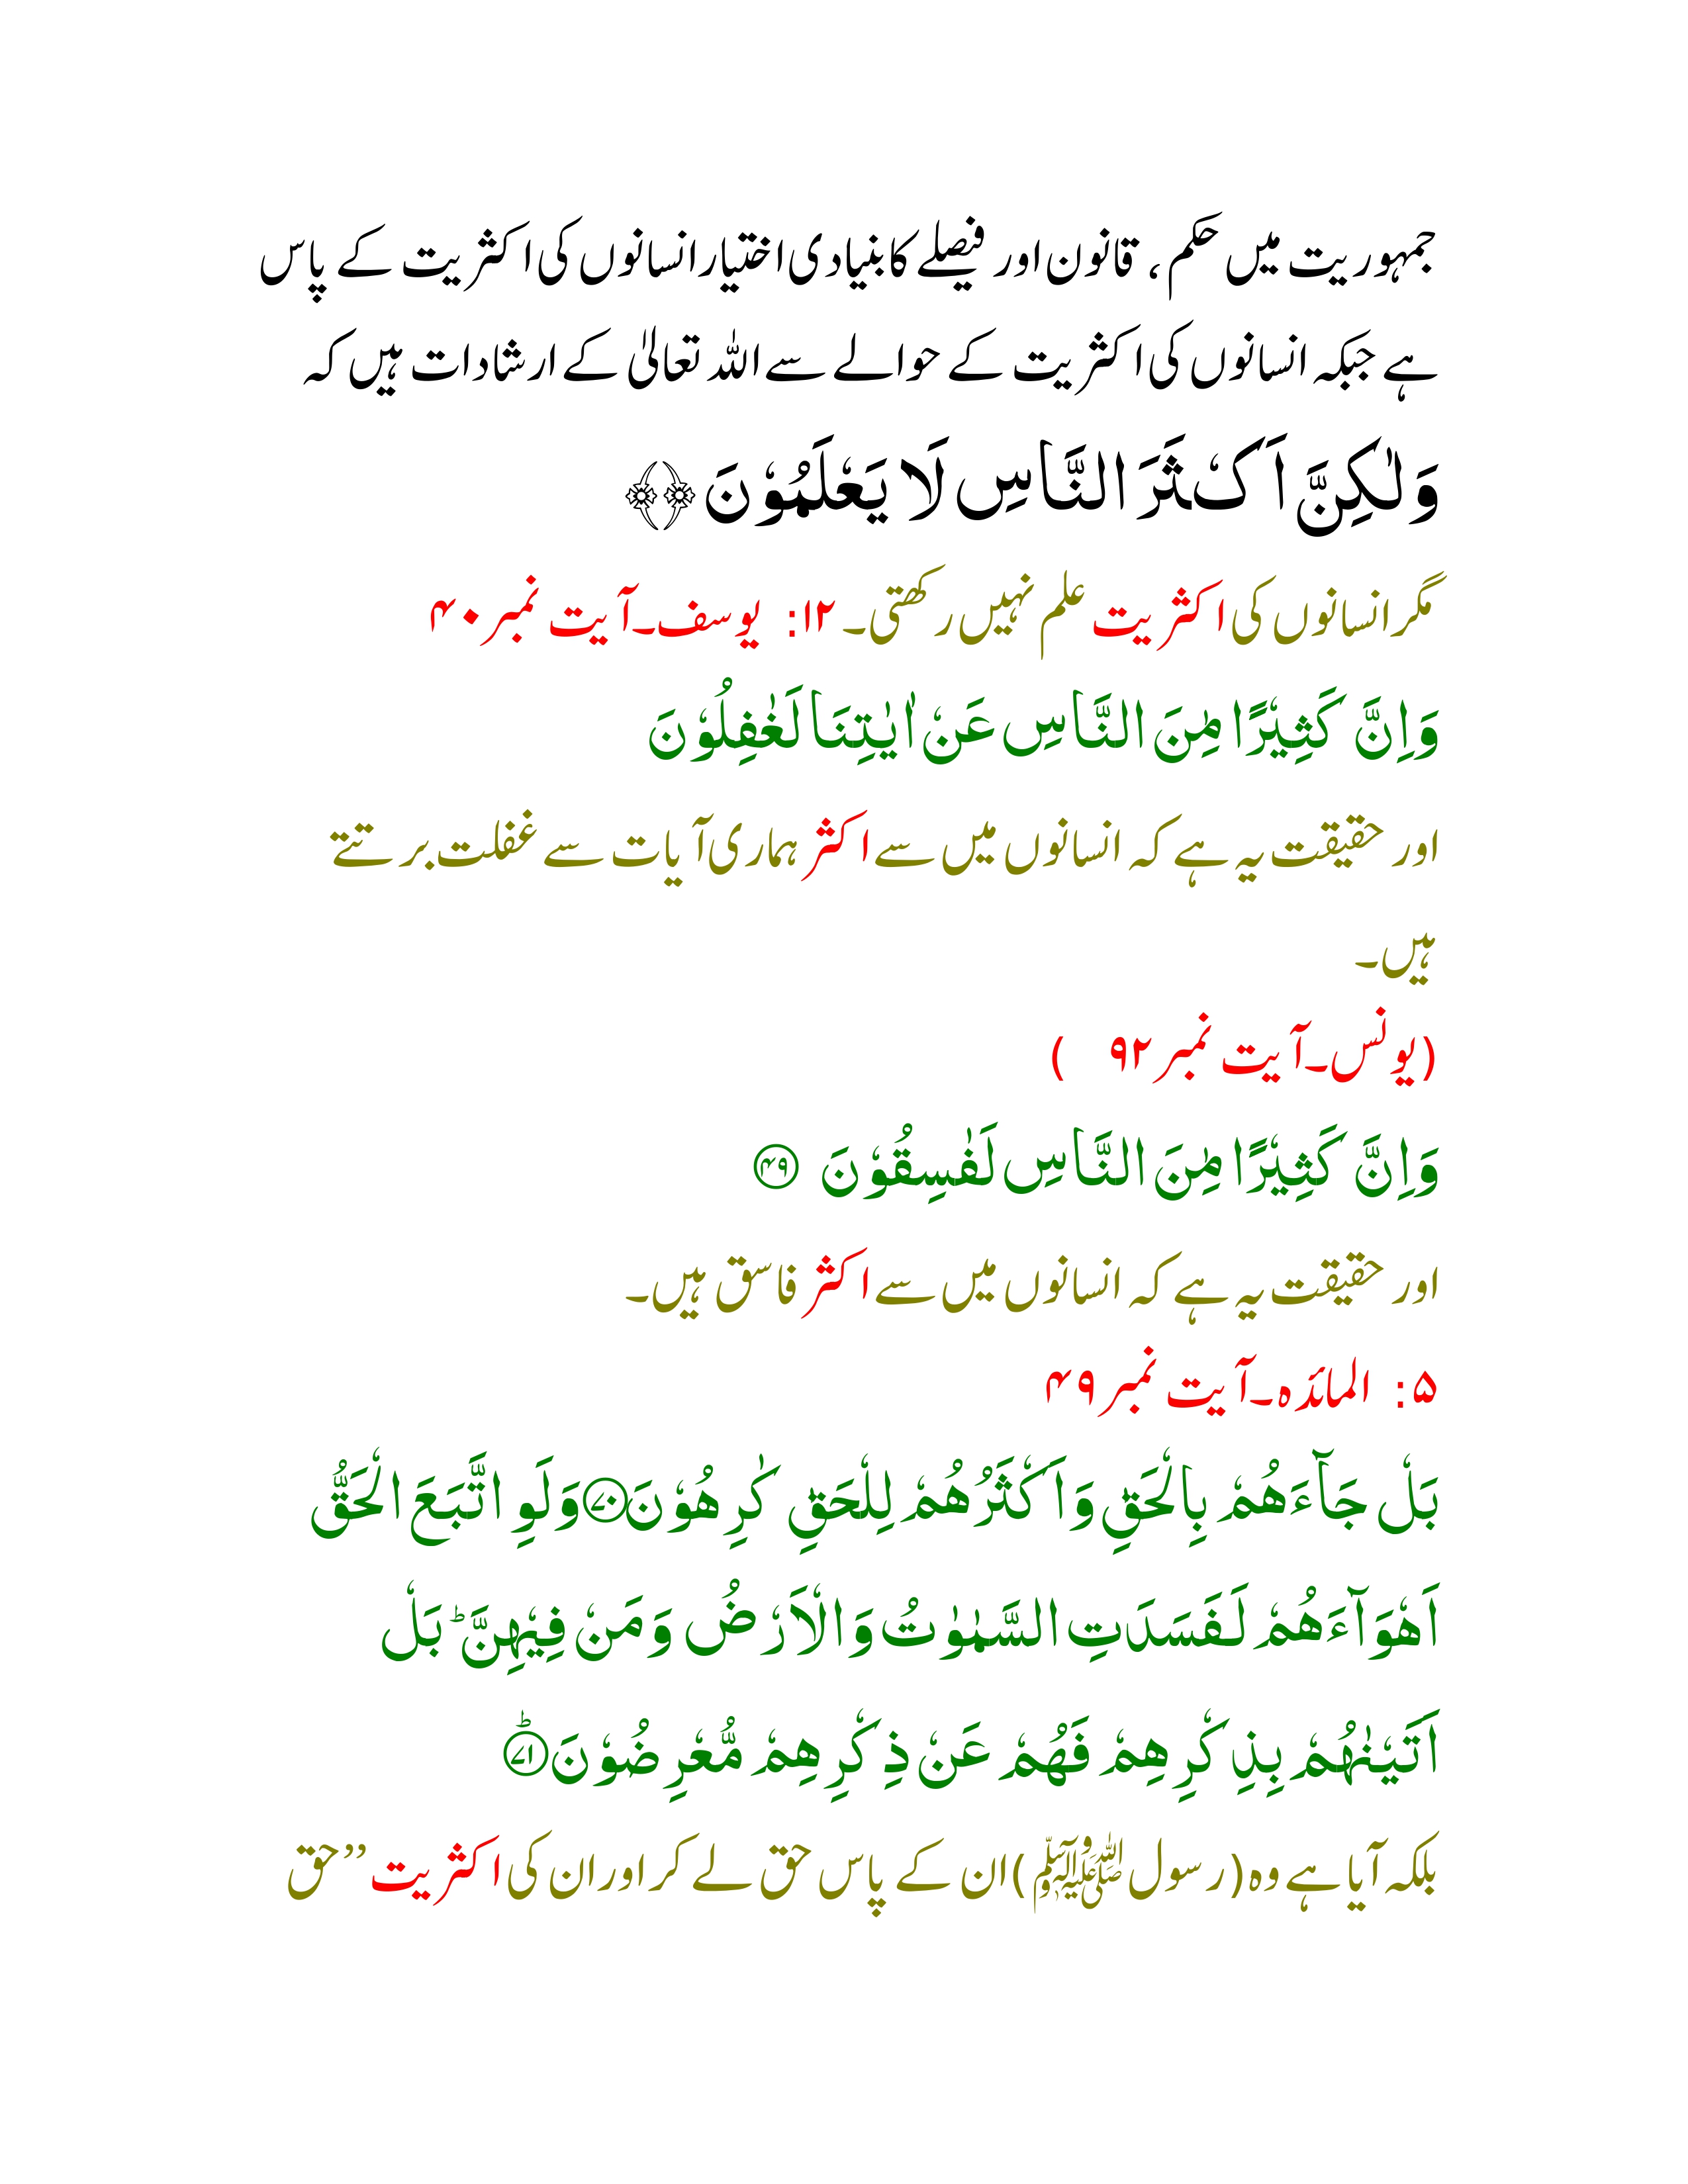 جمہوریت میں حکم، قانون اور فیصلے کا بنیادی اختیار انسانوں کی اکثریت کے پاس
ہے جبکہ انسانوں کی اکثریت کے حوالے سے اللہ تعالیٰ کے ارشادات ہیں کہ
وَلٰكِنَّ اَكْثَرَ النَّاسِ لَا يَعْلَمُوْنَ ﴿﴾
مگر انسانوں کی اکثریت علم نہیں رکھتی۔ ۱۲: یوسف۔آیت نمبر ۴۰
وَاِنَّ كَثِيْرًا مِّنَ النَّاسِ عَنْ اٰيٰتِنَا لَغٰفِلُوْنَ
اور حقیقت یہ ہے کہ انسانوں میں سے اکثر ہماری آیات سے غفلت برتتے
ہیں۔
(یونس۔آیت نمبر ۹۲ )
وَاِنَّ كَثِيْرًا مِّنَ النَّاسِ لَفٰسِقُوْنَ ۴۹
اور حقیقت یہ ہے کہ انسانوں میں سے اکثر فاسق ہیں۔
۵: المائدہ۔آیت نمبر ۴۹
بَلْ جَآءَهُمْ بِالْحَقِّ وَاَكْثَرُهُمْ لِلْحَقِّ كٰرِهُوْنَ ۷۰ وَلَوِ اتَّبَعَ الْحَقُّ
اَهْوَآءَهُمْ لَفَسَدَتِ السَّمٰوٰتُ وَالْاَرْضُ وَمَنْ فِيْهِنَّ ؕ بَلْ
اَتَيْنٰهُمْ بِذِكْرِهِمْ فَهُمْ عَنْ ذِكْرِهِمْ مُّعْرِضُوْنَ ؕ ۷۱
بلکہ آیا ہے وہ (رسول ﷺ) ان کے پاس حق لے کر اور ان کی اکثریت ’’حق